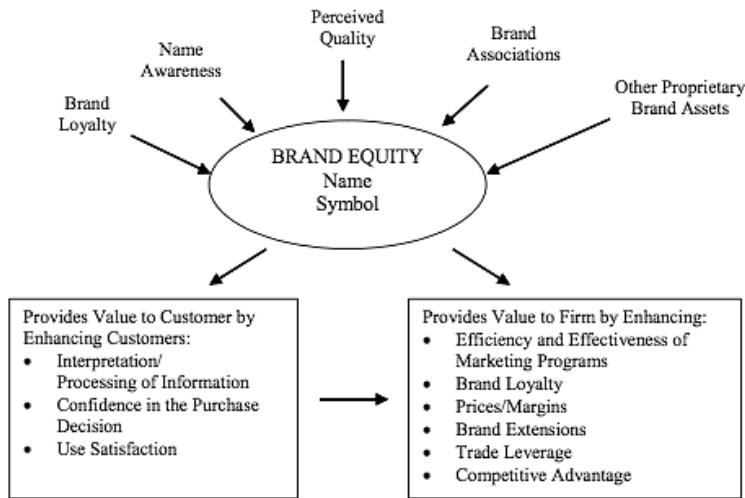 Perceived
Quality
Name
Awareness
Brand
Associations
Brand
Loyalty
Other Proprietary
Brand Assets
BRAND EQUITY
Name
Symbol
Provides Value to Customer by
Enhancing Customers:
• Interpretation/
Processing of Information
• Confidence in the Purchase
Decision
• Use Satisfaction
Provides Value to Firm by Enhancing:
• Efficiency and Effectiveness of
Marketing Programs
• Brand Loyalty
• Prices/Margins
• Brand Extensions
• Trade Leverage
• Competitive Advantage